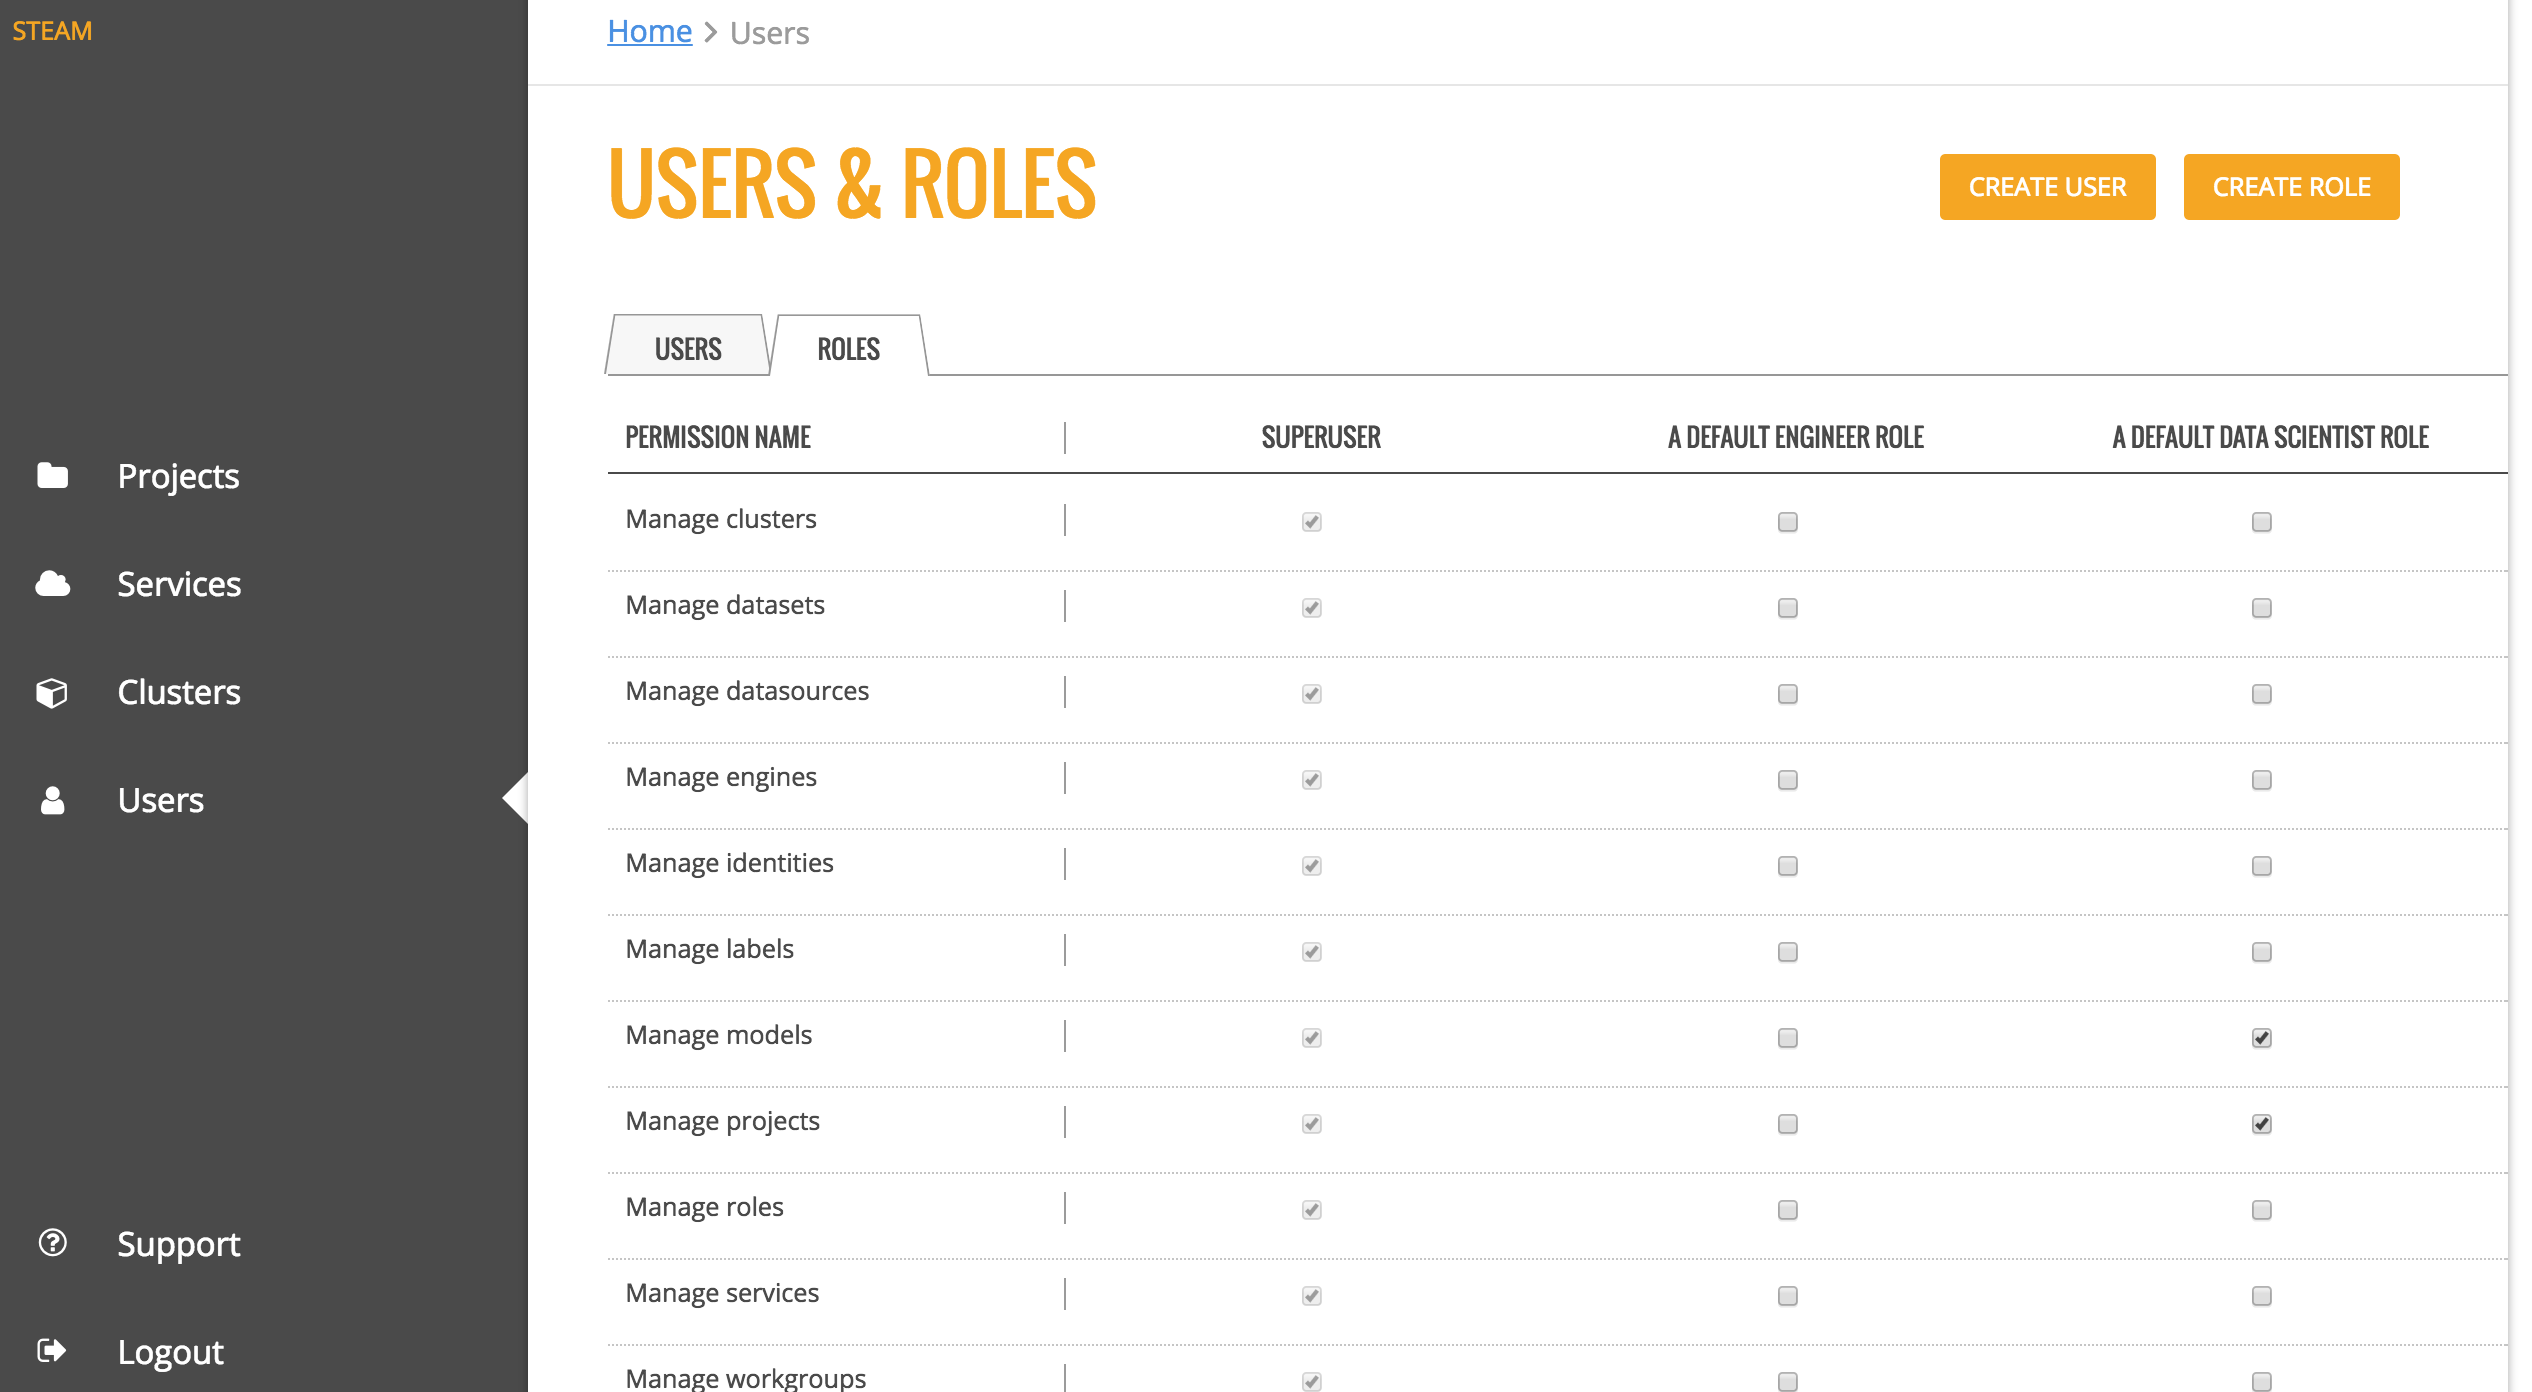 STEAM
Projects
Services
Clusters
Users
Support
Logout
Home > Users
USERS & ROLES
CREATE USER
CREATE ROLE
USERS
ROLES
PERMISSION NAME
SUPERUSER
A DEFAULT ENGINEER ROLE
A DEFAULT DATA SCIENTIST ROLE
Manage clusters
Manage datasets
Manage datasources
Manage engines
Manage identities
Manage labels
Manage models
Manage projects
Manage roles
Manage services
Manage workgroups